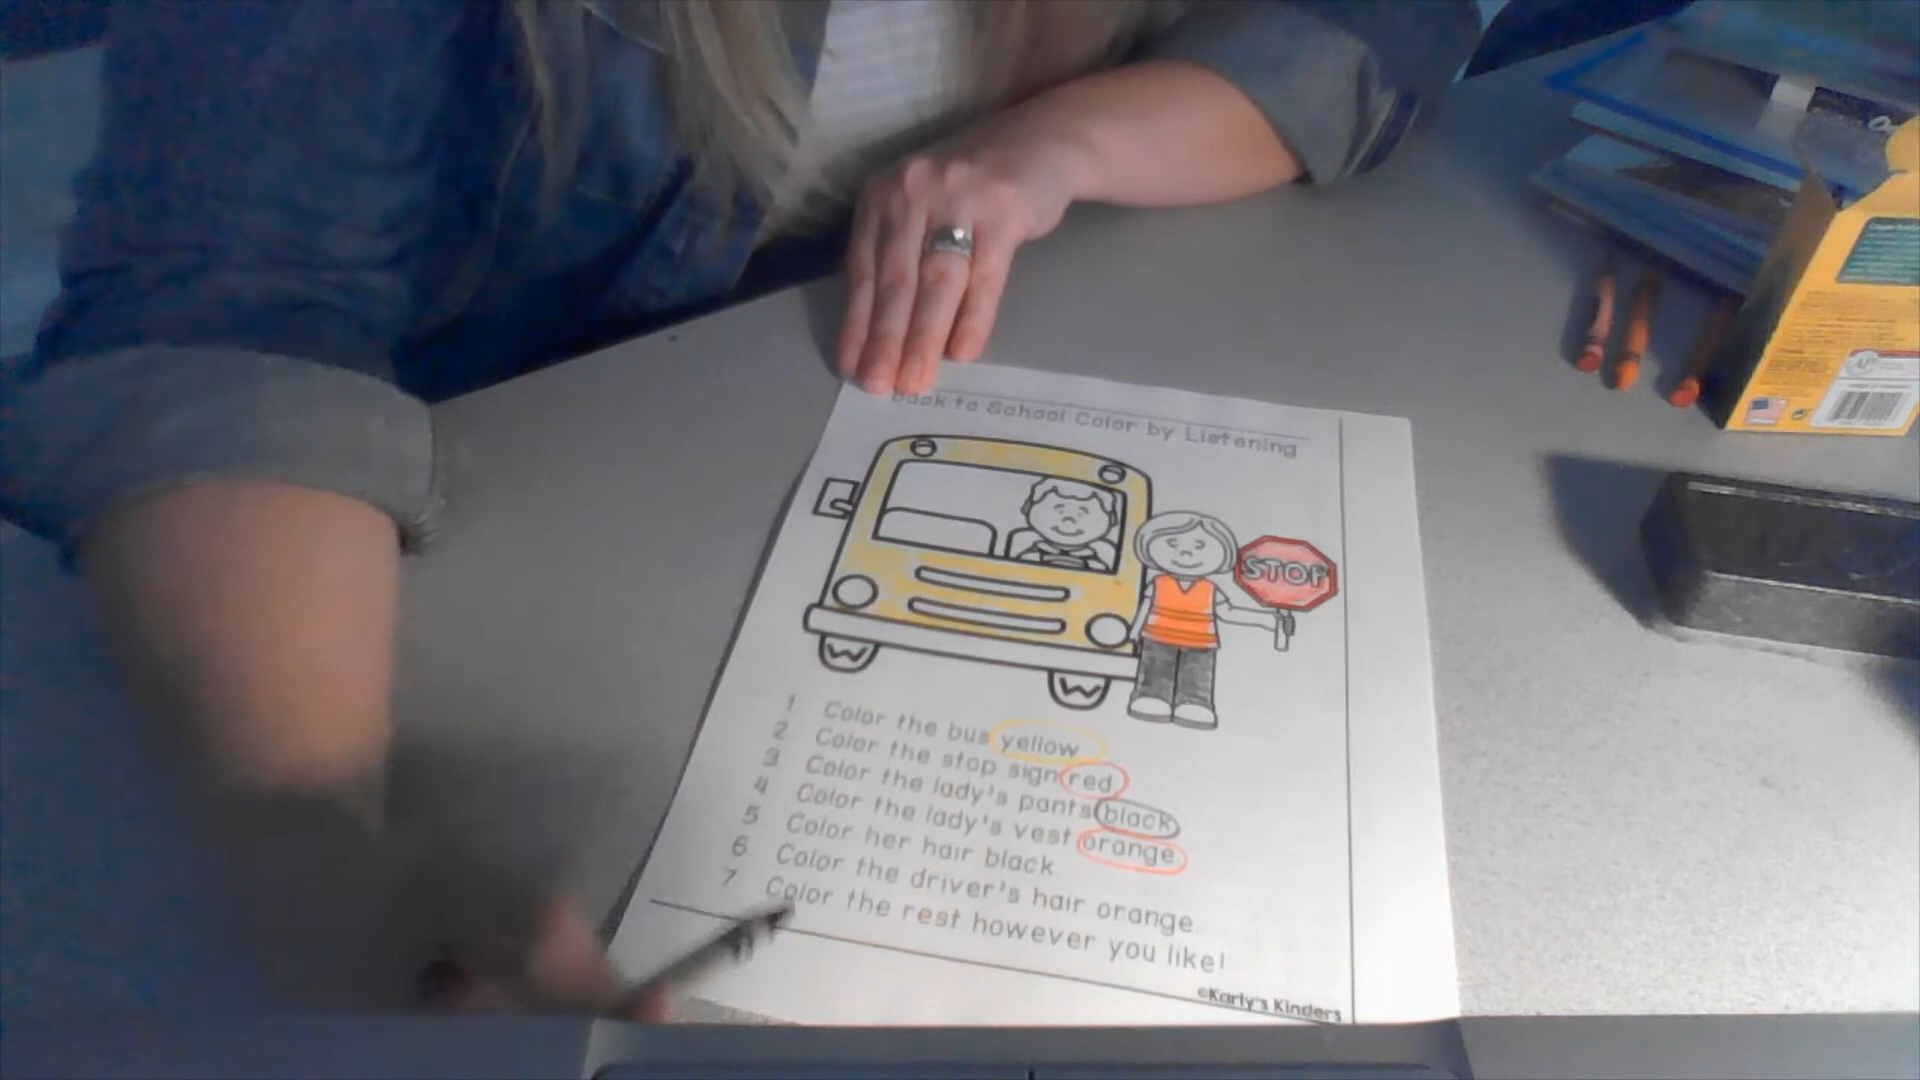 Back to School Color by Listening
STOP
1 Color the bus yellow
2 Color the stop sign red
3 Color the lady's pants black
4 Color the lady's vest orange
5 Color her hair black
6 Color the driver's hair orange
7 Color the rest however you like!
©Karly's Kinders